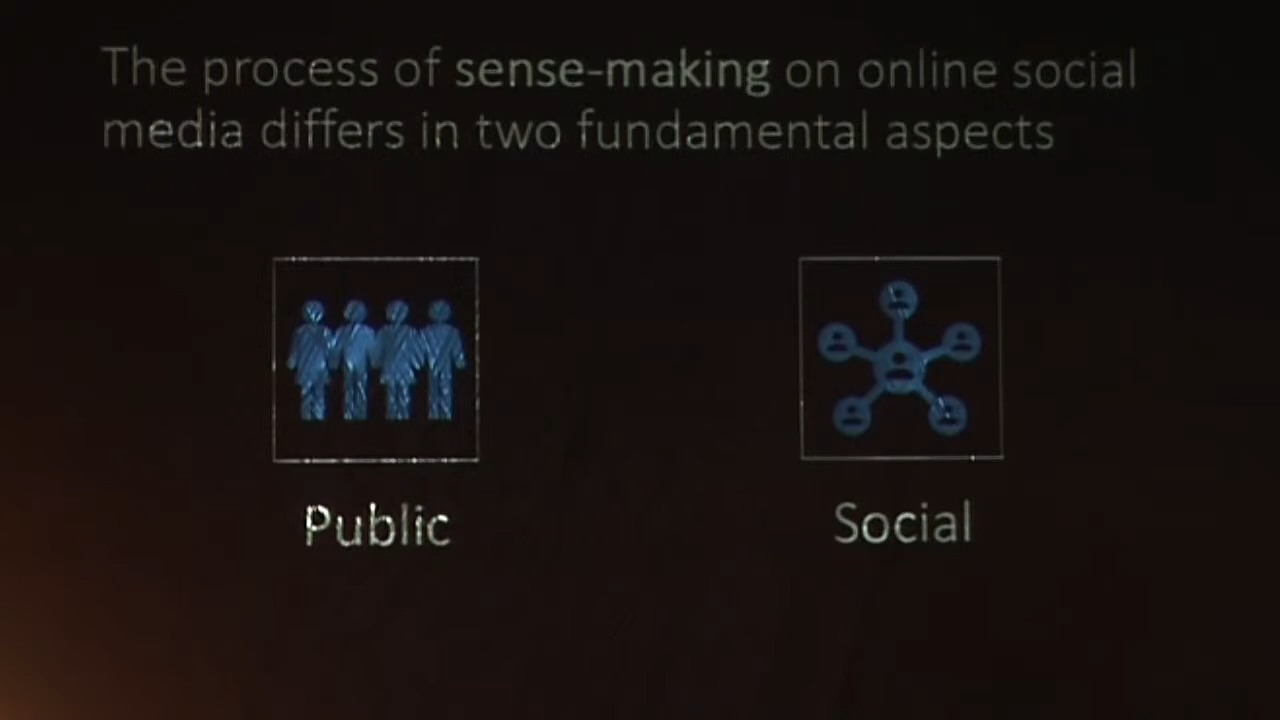 The process of sense-making on online social
media differs in two fundamental aspects
Public
Social